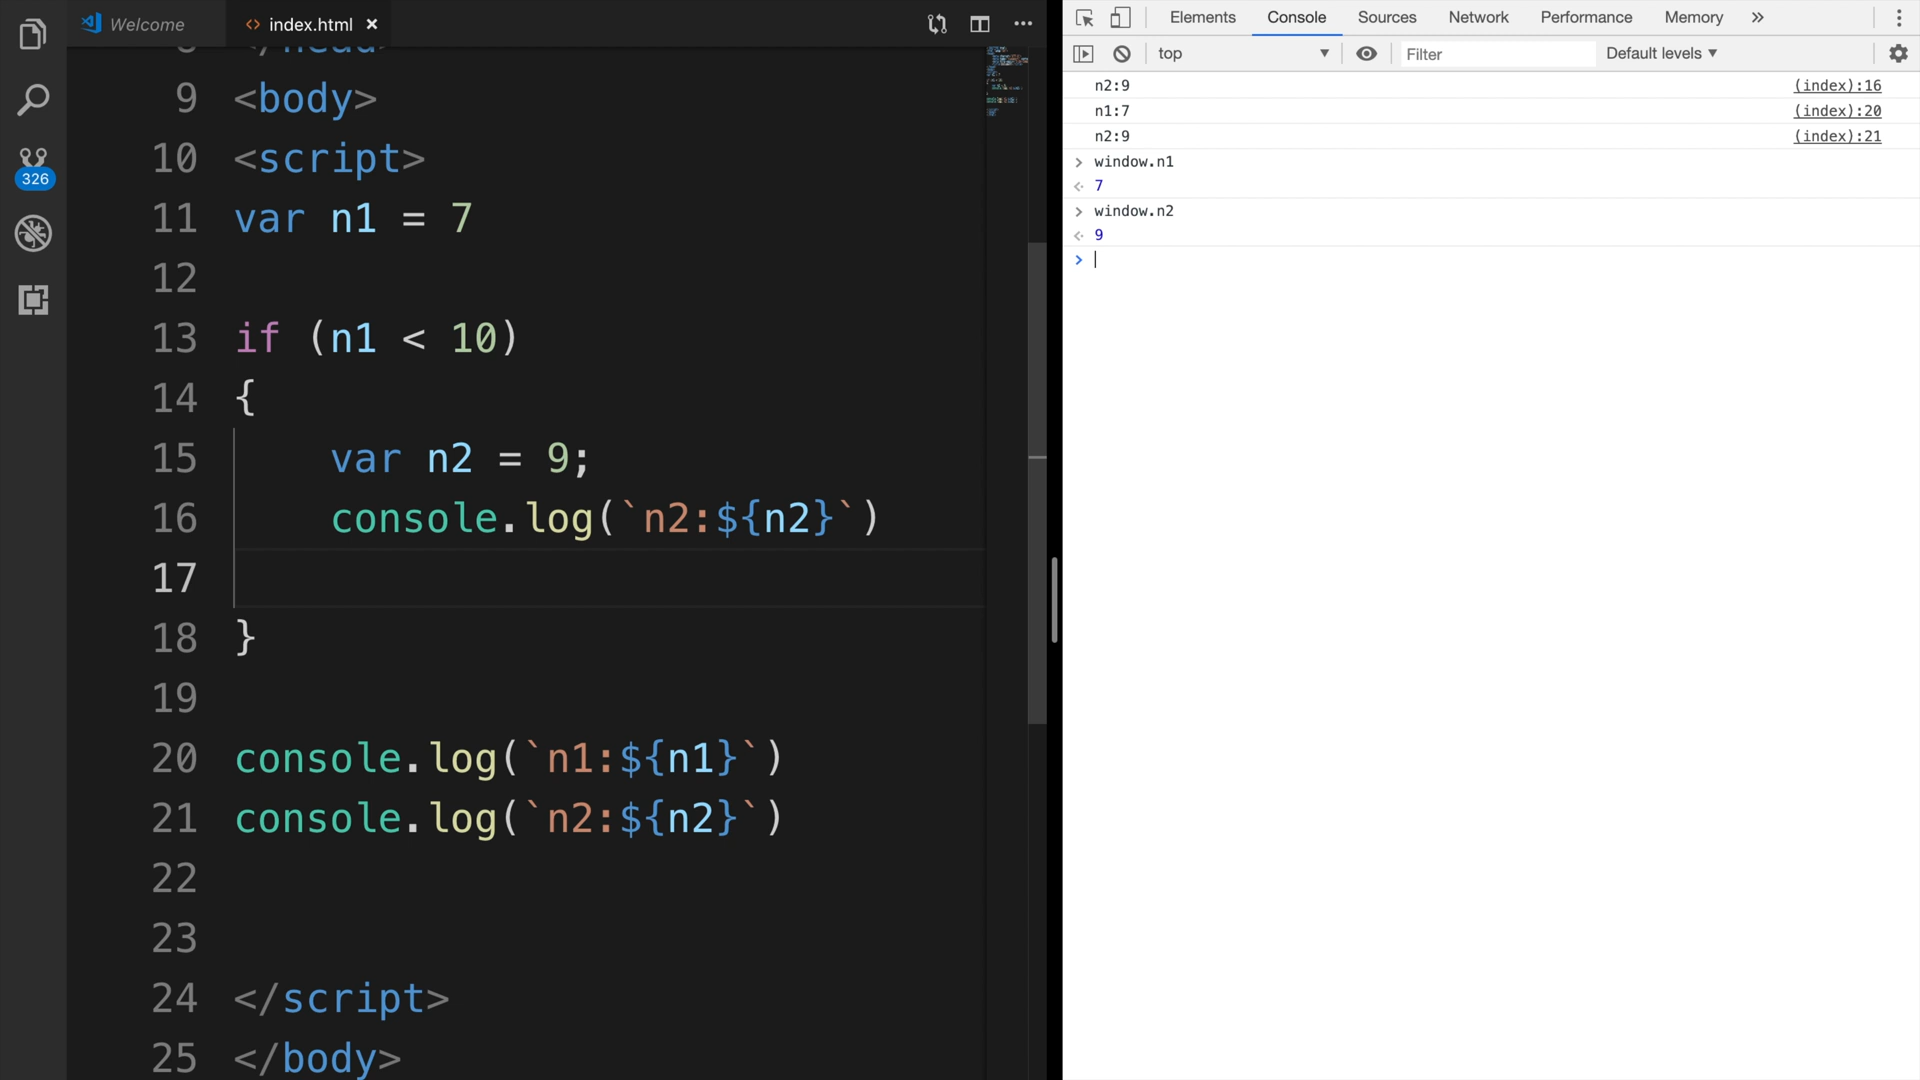 Welcome
index.html
</head>
9 <body>
10 <script>
11 var n1 = 7
12
13 if (n1 < 10)
14 {
15 var n2 = 9;
16 console.log(`n2:${n2}`)
17
18 }
19
20 console.log(`n1:${n1}`)
21 console.log(`n2:${n2}`)
22
23
24 </script>
25 </body>
326
Elements Console Sources Network Performance Memory »
top Filter Default levels
n2:9 (index):16
n1:7 (index):20
n2:9 (index):21
> window.n1
7
> window.n2
9
>